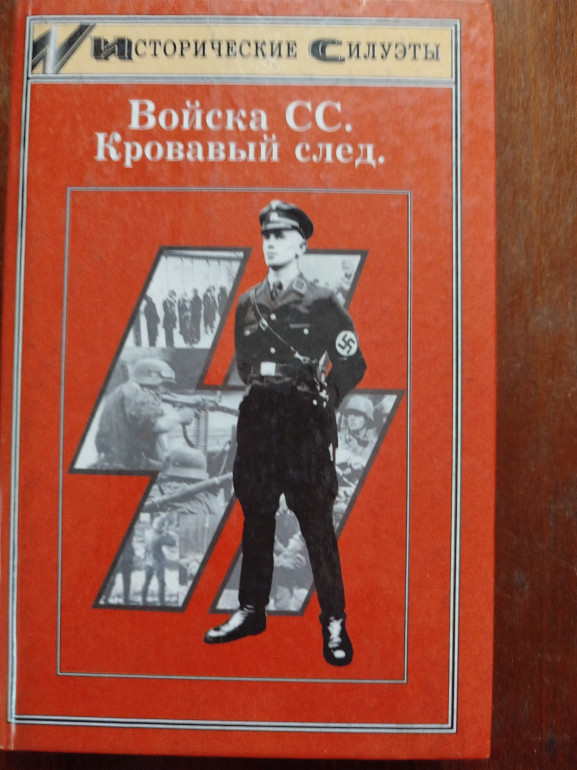 Исторические Силуэты
Войска СС.
Кровавый след.